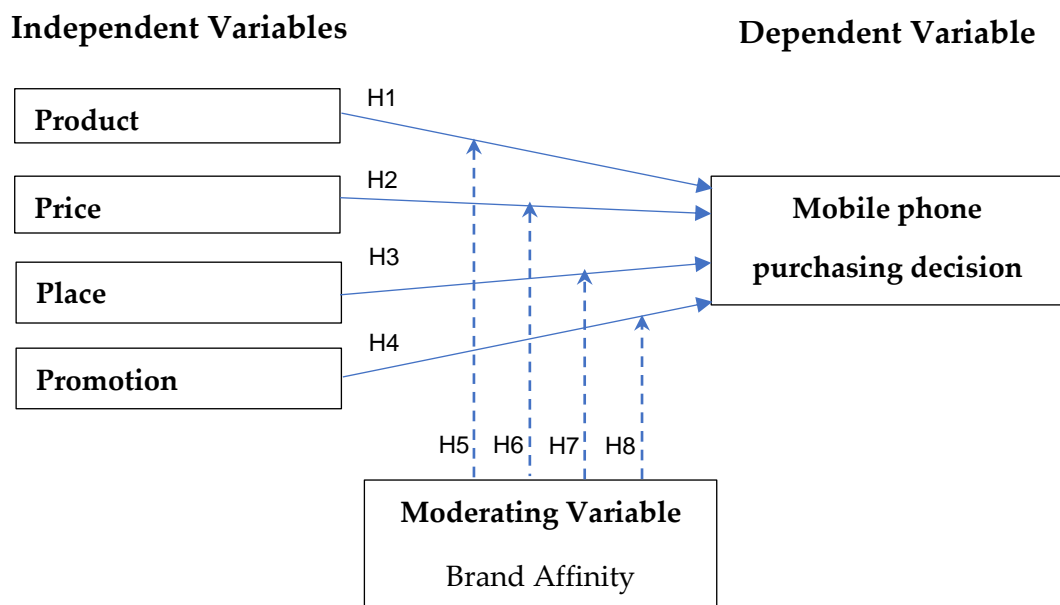 Independent Variables
Dependent Variable
H1
Product
H2
Price
Mobile phone
purchasing decision
H3
Place
H4
Promotion
H5
H6
H7
H8
Moderating Variable
Brand Affinity